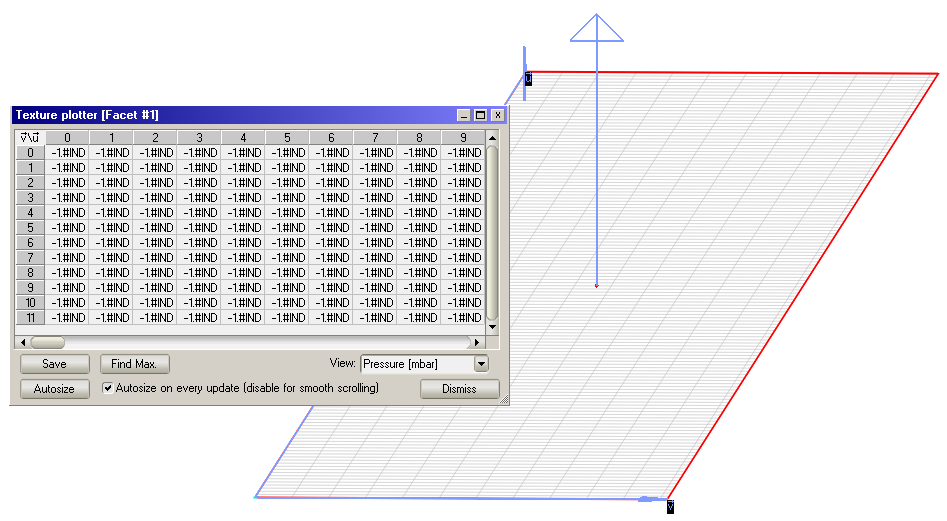 Texture plotter [Facet #1]
v\u 0 1 2 3 4 5 6 7 8 9
0 -1.#IND -1.#IND -1.#IND -1.#IND -1.#IND -1.#IND -1.#IND -1.#IND -1.#IND -1.#IND
1 -1.#IND -1.#IND -1.#IND -1.#IND -1.#IND -1.#IND -1.#IND -1.#IND -1.#IND -1.#IND
2 -1.#IND -1.#IND -1.#IND -1.#IND -1.#IND -1.#IND -1.#IND -1.#IND -1.#IND -1.#IND
3 -1.#IND -1.#IND -1.#IND -1.#IND -1.#IND -1.#IND -1.#IND -1.#IND -1.#IND -1.#IND
4 -1.#IND -1.#IND -1.#IND -1.#IND -1.#IND -1.#IND -1.#IND -1.#IND -1.#IND -1.#IND
5 -1.#IND -1.#IND -1.#IND -1.#IND -1.#IND -1.#IND -1.#IND -1.#IND -1.#IND -1.#IND
6 -1.#IND -1.#IND -1.#IND -1.#IND -1.#IND -1.#IND -1.#IND -1.#IND -1.#IND -1.#IND
7 -1.#IND -1.#IND -1.#IND -1.#IND -1.#IND -1.#IND -1.#IND -1.#IND -1.#IND -1.#IND
8 -1.#IND -1.#IND -1.#IND -1.#IND -1.#IND -1.#IND -1.#IND -1.#IND -1.#IND -1.#IND
9 -1.#IND -1.#IND -1.#IND -1.#IND -1.#IND -1.#IND -1.#IND -1.#IND -1.#IND -1.#IND
10 -1.#IND -1.#IND -1.#IND -1.#IND -1.#IND -1.#IND -1.#IND -1.#IND -1.#IND -1.#IND
11 -1.#IND -1.#IND -1.#IND -1.#IND -1.#IND -1.#IND -1.#IND -1.#IND -1.#IND -1.#IND
Save Find Max. View: Pressure [mbar]
Autosize Autosize on every update (disable for smooth scrolling) Dismiss
u
v